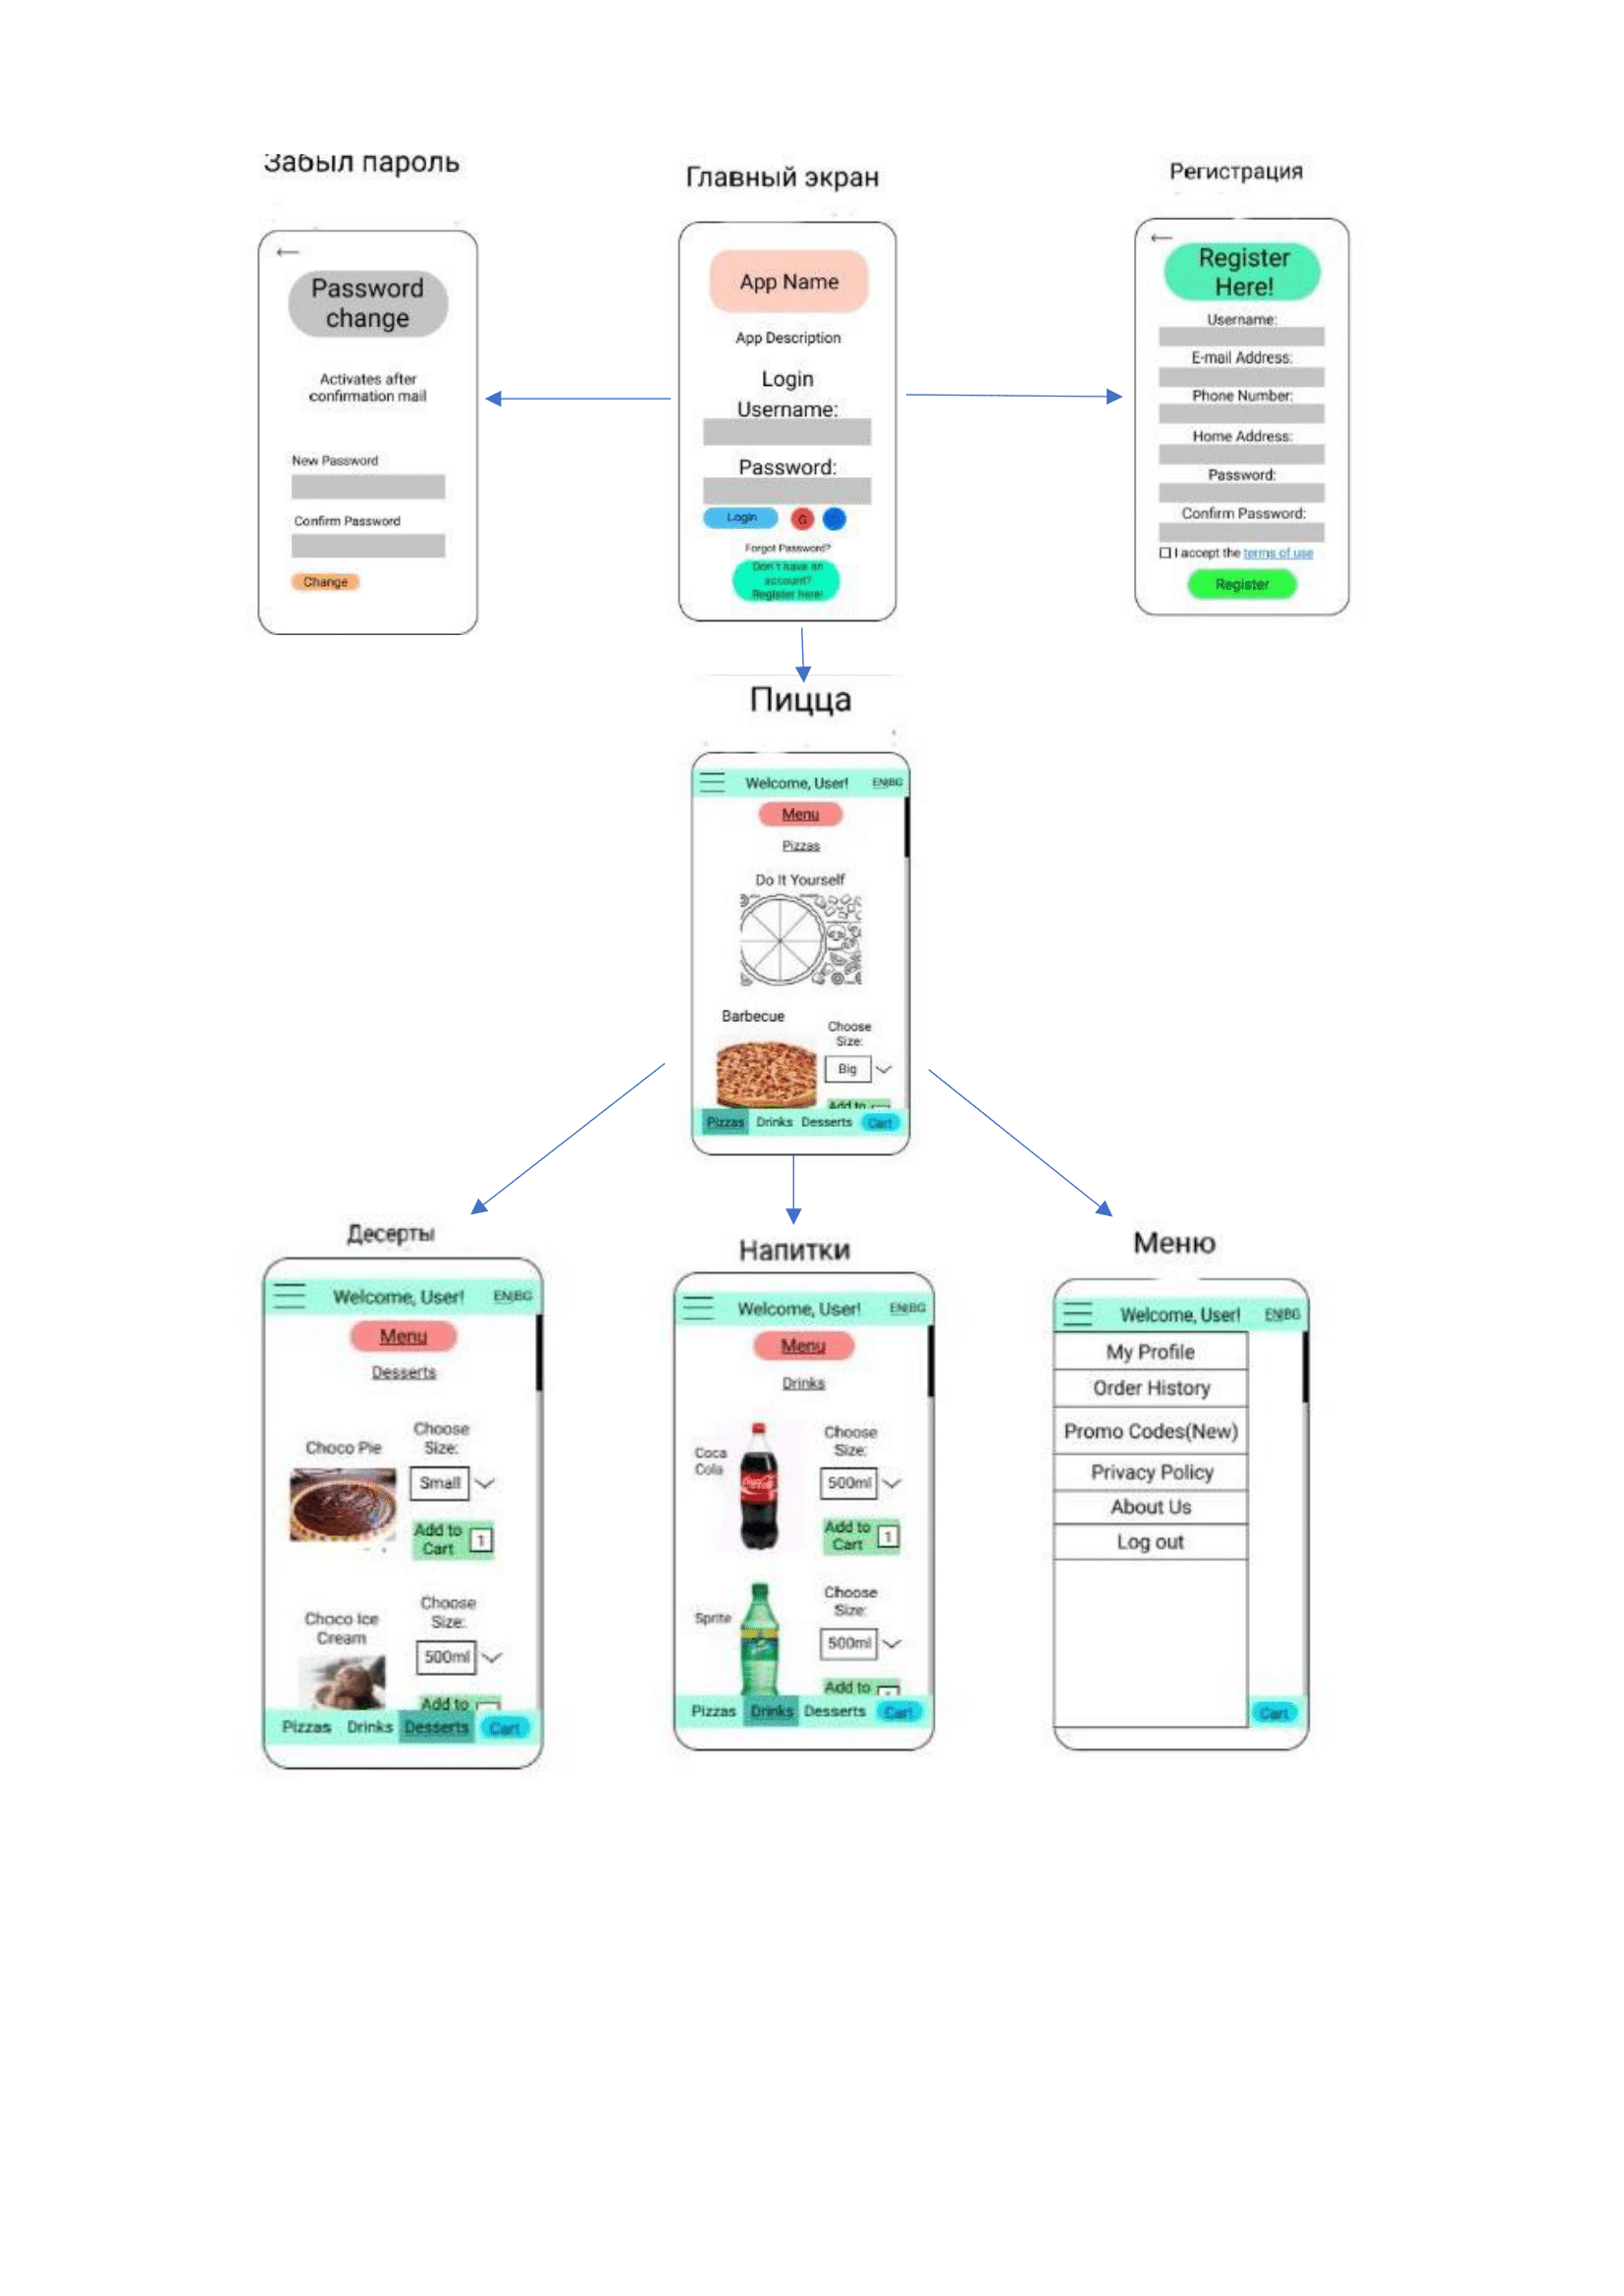 Забыл пароль
Главный экран
Регистрация
Password
change
Activates after
confirmation mail
New Password
Confirm Password
Change
App Name
App Description
Login
Username:
Password:
Login
G
Forgot Password?
Don't have an
account?
Register here!
Register
Here!
Username:
E-mail Address:
Phone Number:
Home Address:
Password:
Confirm Password:
I accept the terms of use
Register
Пицца
Welcome, User!
EN|BG
Menu
Pizzas
Do It Yourself
Barbecue
Choose
Size:
Big
Add to
Pizzas Drinks Desserts Cart
Десерты
Welcome, User!
EN|BG
Menu
Desserts
Choco Pie
Choose
Size:
Small
Add to
Cart
1
Choco Ice
Cream
Choose
Size:
500ml
Add to
Pizzas Drinks Desserts Cart
Напитки
Welcome, User!
EN|BG
Menu
Drinks
Coca
Cola
Coca-Cola
Choose
Size:
500ml
Add to
Cart
1
Sprite
Choose
Size:
500ml
Add to
Pizzas Drinks Desserts Cart
Меню
Welcome, User!
EN|BG
My Profile
Order History
Promo Codes(New)
Privacy Policy
About Us
Log out
Cart